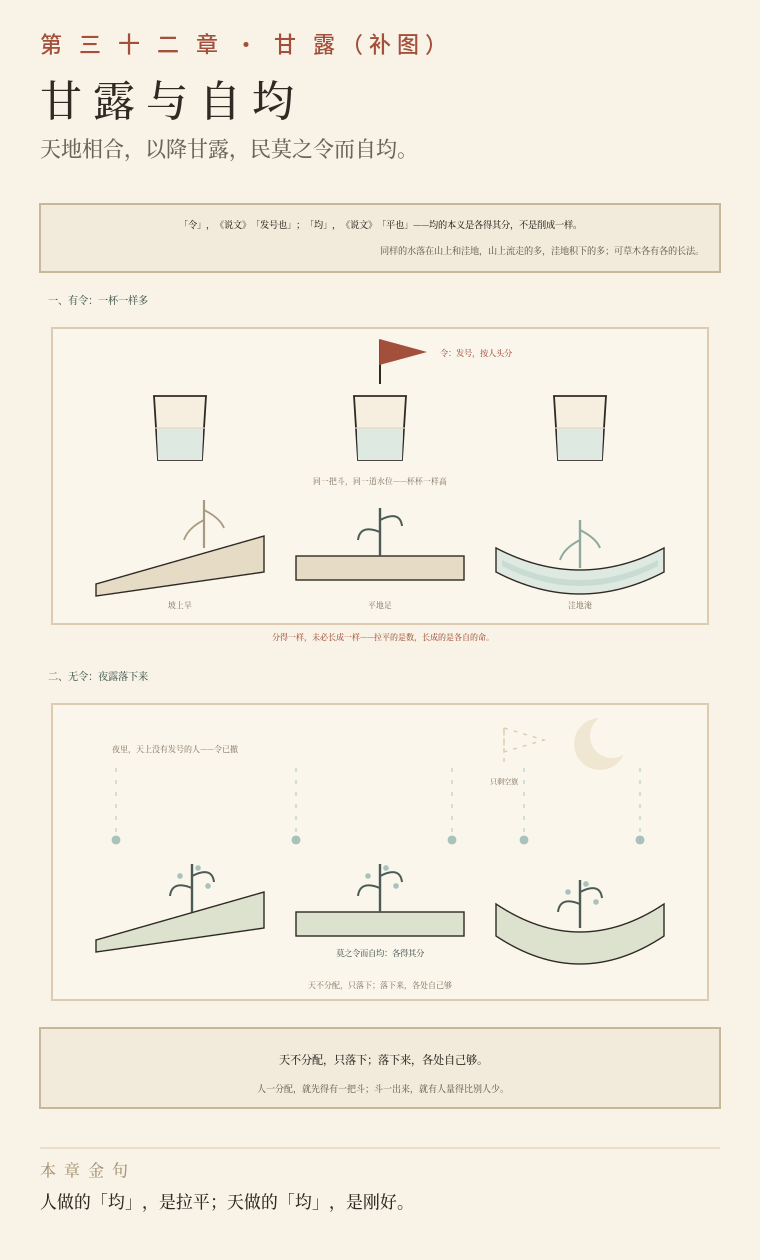 第三十二章·甘露（补图）
甘露与自均
天地相合，以降甘露，民莫之令而自均。
「令」，《说文》「发号也」；「均」，《说文》「平也」——均的本义是各得其分，不是削成一样。
同样的水落在山上和洼地，山上流走的多，洼地积下的多；可草木各有各的长法。
一、有令：一杯一样多
令：发号，按人头分
同一把斗，同一道水位——杯杯一样高
坡上旱
平地足
洼地淹
分得一样，未必长成一样——拉平的是数，长成的是各自的命。
二、无令：夜露落下来
夜里，天上没有发号的人——令已撤
只剩空旗
莫之令而自均：各得其分
天不分配，只落下；落下来，各处自己够
天不分配，只落下；落下来，各处自己够。
人一分配，就先得有一把斗；斗一出来，就有人量得比别人少。
本章金句
人做的「均」，是拉平；天做的「均」，是刚好。